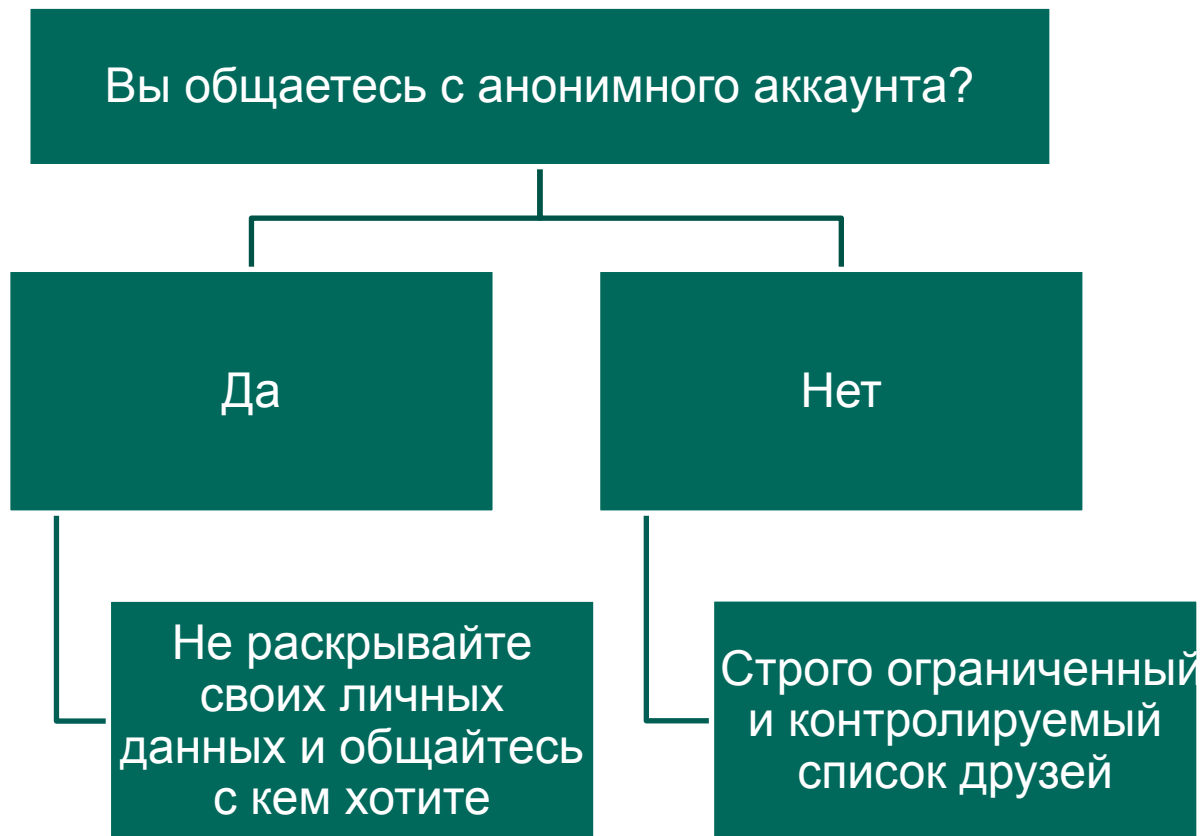 Вы общаетесь с анонимного аккаунта?
Да
Нет
Не раскрывайте
своих личных
данных и общайтесь
с кем хотите
Строго ограниченный
и контролируемый
список друзей